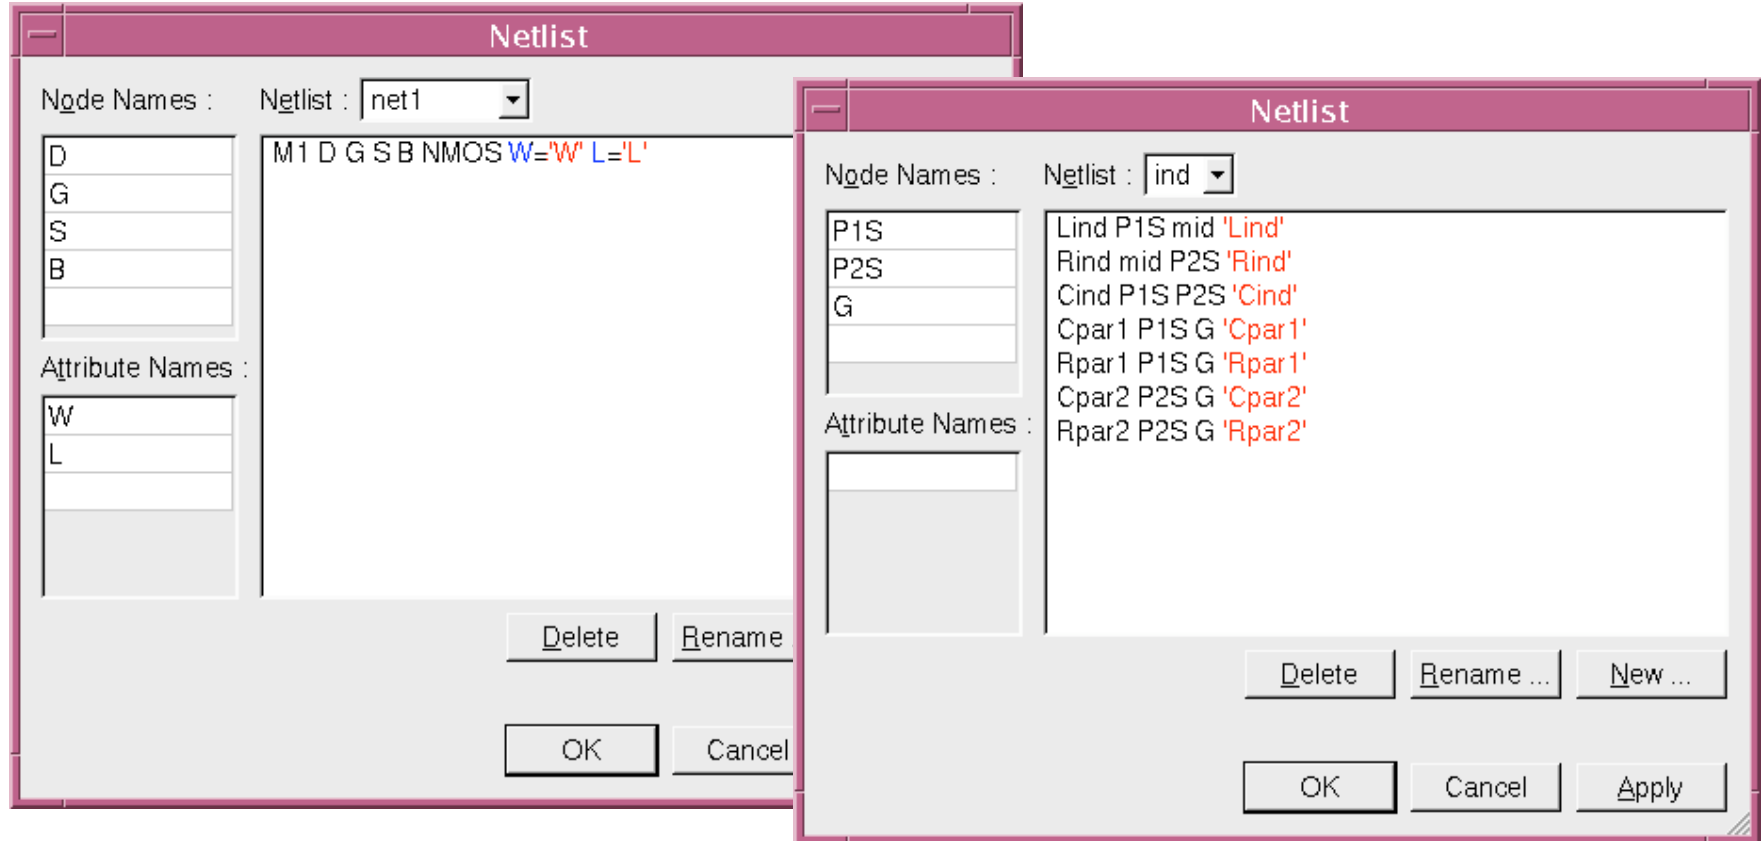 Netlist
Node Names :
Netlist : net1
D
G
S
B
M1 D G S B NMOS W='W' L='L'
Attribute Names :
W
L
Delete
Rename
OK
Cancel
Netlist
Node Names :
Netlist : ind
P1S
P2S
G
Lind P1S mid 'Lind'
Rind mid P2S 'Rind'
Cind P1S P2S 'Cind'
Cpar1 P1S G 'Cpar1'
Rpar1 P1S G 'Rpar1'
Cpar2 P2S G 'Cpar2'
Rpar2 P2S G 'Rpar2'
Attribute Names :
Delete
Rename ...
New ...
OK
Cancel
Apply